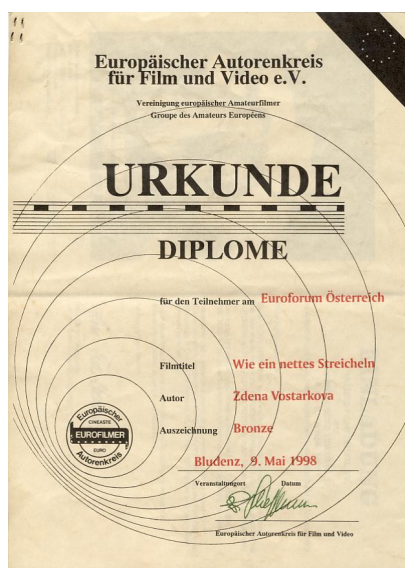 Europäischer Autorenkreis
für Film und Video e.V.
Vereinigung europäischer Amateurfilmer
Groupe des Amateurs Européens
URKUNDE
DIPLOME
für den Teilnehmer am Euroforum Österreich
Filmtitel Wie ein nettes Streicheln
Autor Zdena Vostarkova
Auszeichnung Bronze
Europäischer
CINEASTE
EUROFILMER
EURO
Autorenkreis
Bludenz, 9. Mai 1998
Veranstaltungort Datum
Europäischer Autorenkreis für Film und Video